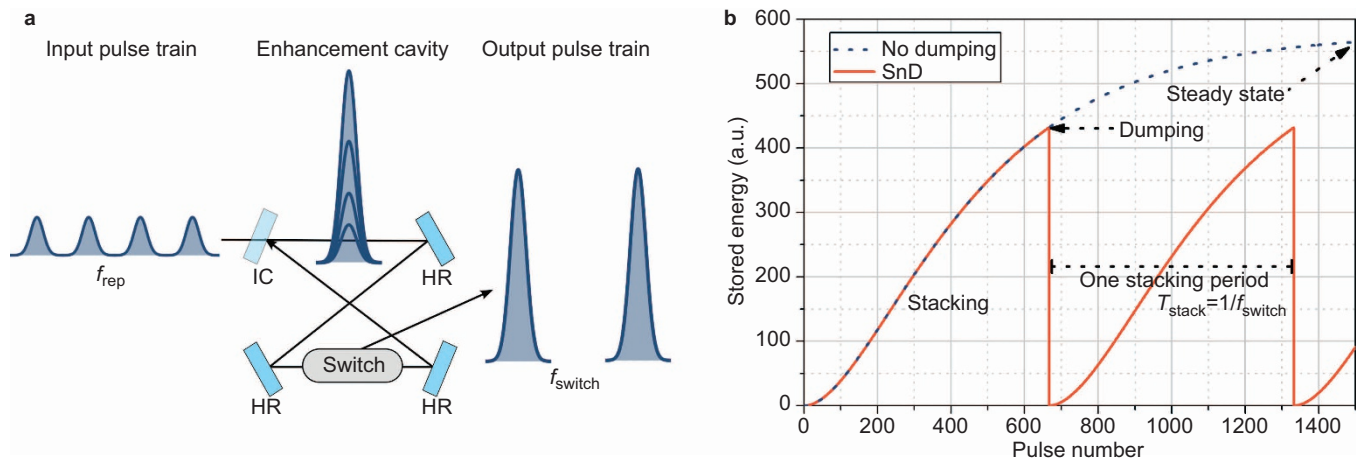 a
Input pulse train
Enhancement cavity
Output pulse train
f_rep
IC
HR
HR
Switch
HR
f_switch
b
600
500
400
300
200
100
0
Stored energy (a.u.)
No dumping
SnD
Steady state
Dumping
One stacking period
T_stack=1/f_switch
Stacking
0
200
400
600
800
1000
1200
1400
Pulse number